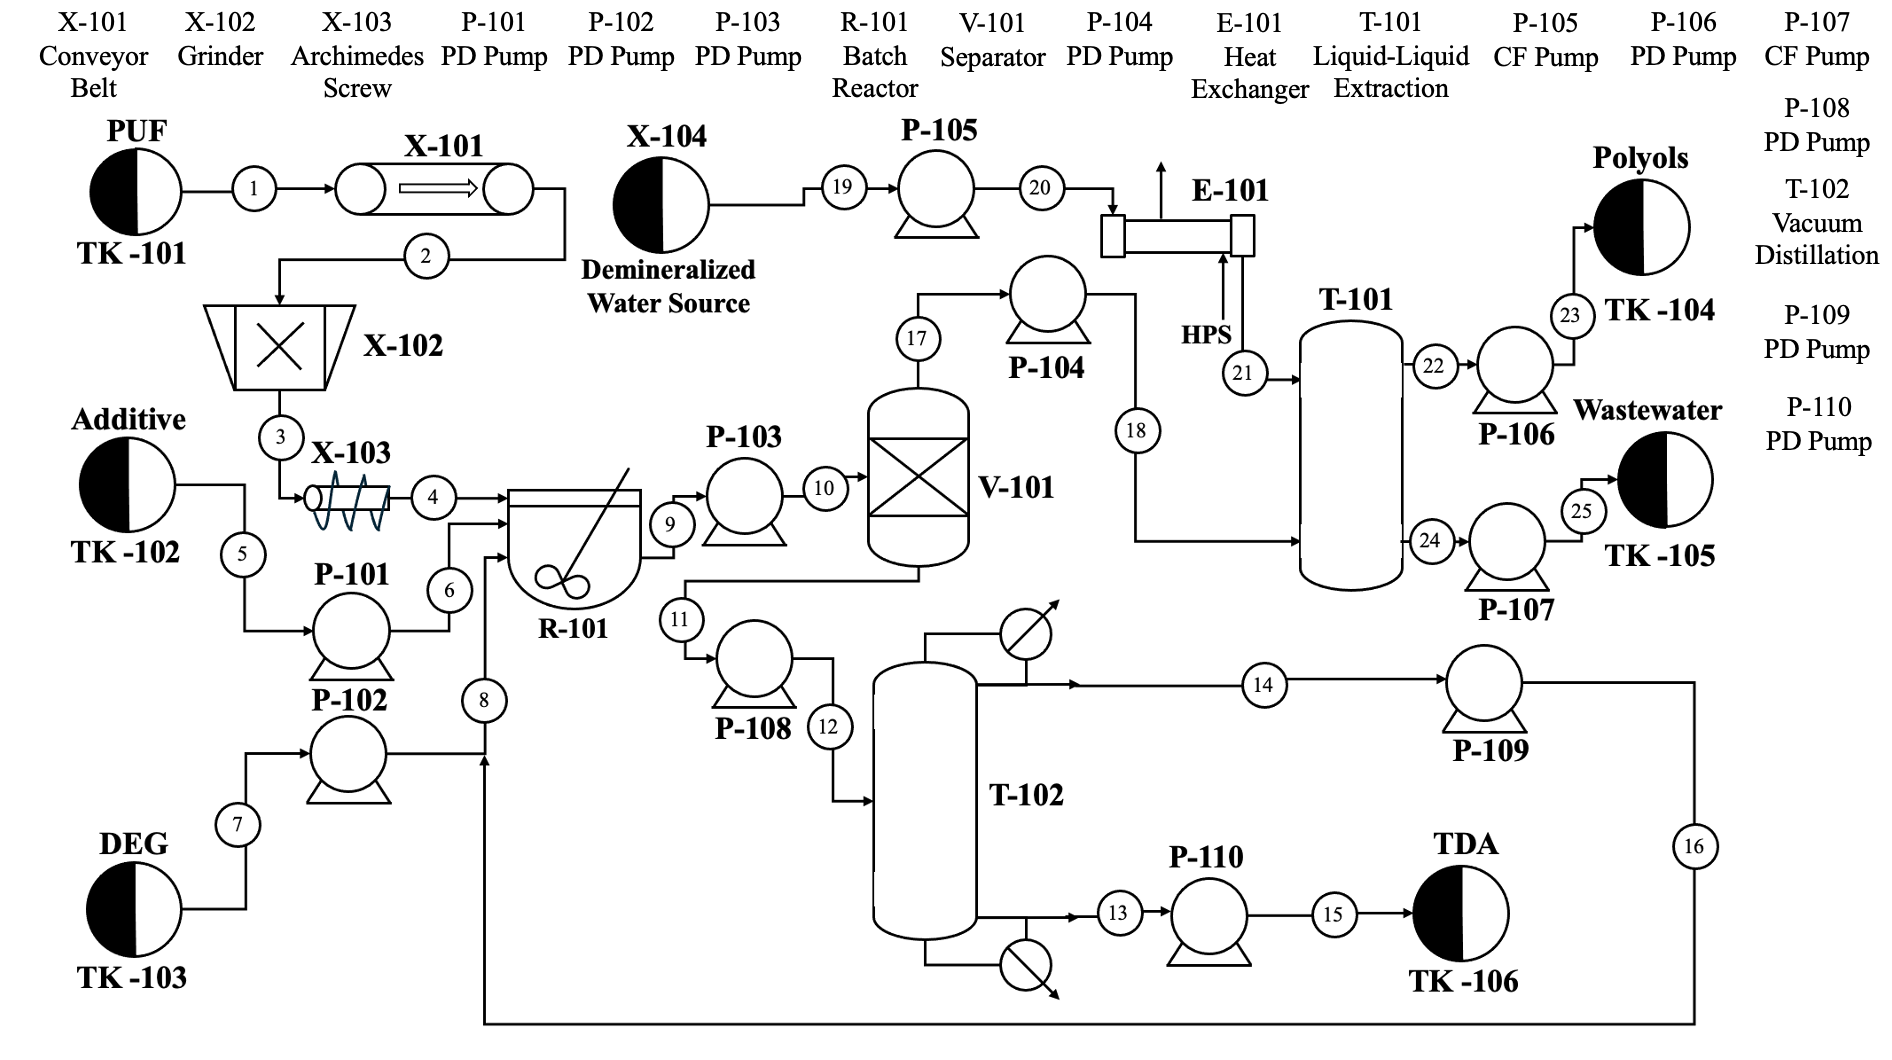 X-101 X-102 X-103 P-101 P-102 P-103 R-101 V-101 P-104 E-101 T-101 P-105 P-106 P-107
Conveyor Grinder Archimedes PD Pump PD Pump PD Pump Batch Separator PD Pump Heat Liquid-Liquid CF Pump PD Pump CF Pump
Belt Screw Reactor Exchanger Extraction
P-108
PD Pump
T-102
Vacuum
Distillation
P-109
PD Pump
P-110
PD Pump
PUF
TK -101
1
X-101
2
X-102
3
X-103
4
Additive
TK -102
5
P-101
6
P-102
7
8
DEG
TK -103
R-101
9
P-103
10
V-101
11
P-108
12
T-102
13
P-110
15
TDA
TK -106
14
P-109
16
17
P-104
18
X-104
Demineralized
Water Source
19
P-105
20
E-101
HPS
21
T-101
22
P-106
23
Polyols
TK -104
24
P-107
25
Wastewater
TK -105